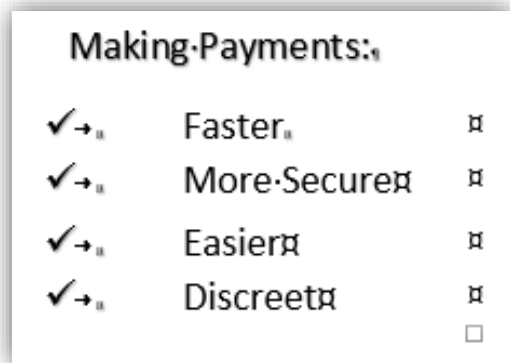 Making·Payments:¶
✓→¤ Faster¤ ¤
✓→¤ More·Secure¤ ¤
✓→¤ Easier¤ ¤
✓→¤ Discreet¤ ¤